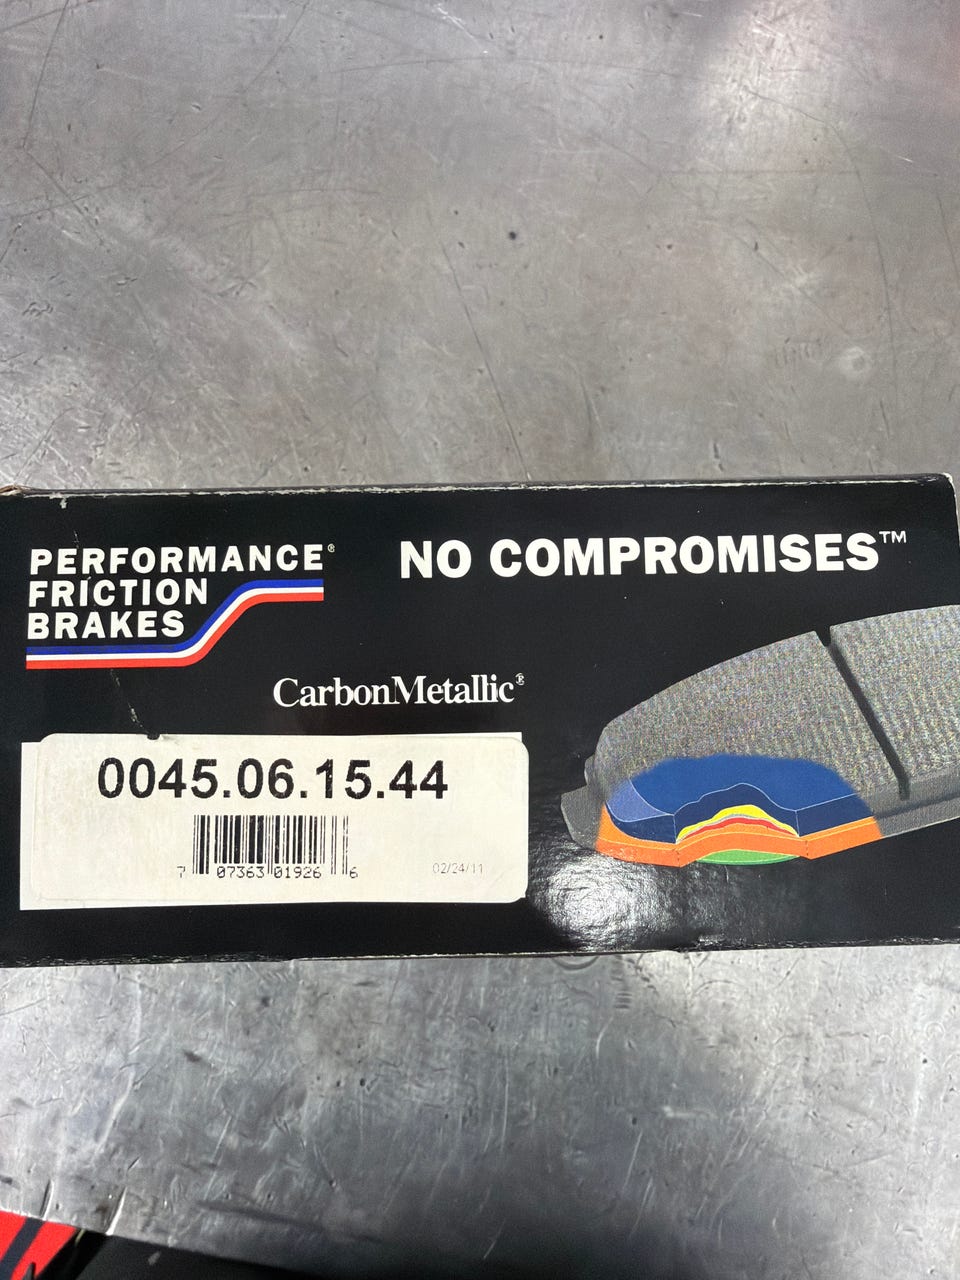 PERFORMANCE®
FRICTION
BRAKES
NO COMPROMISES™
CarbonMetallic®
0045.06.15.44
7 07363 01926 6
02/24/11